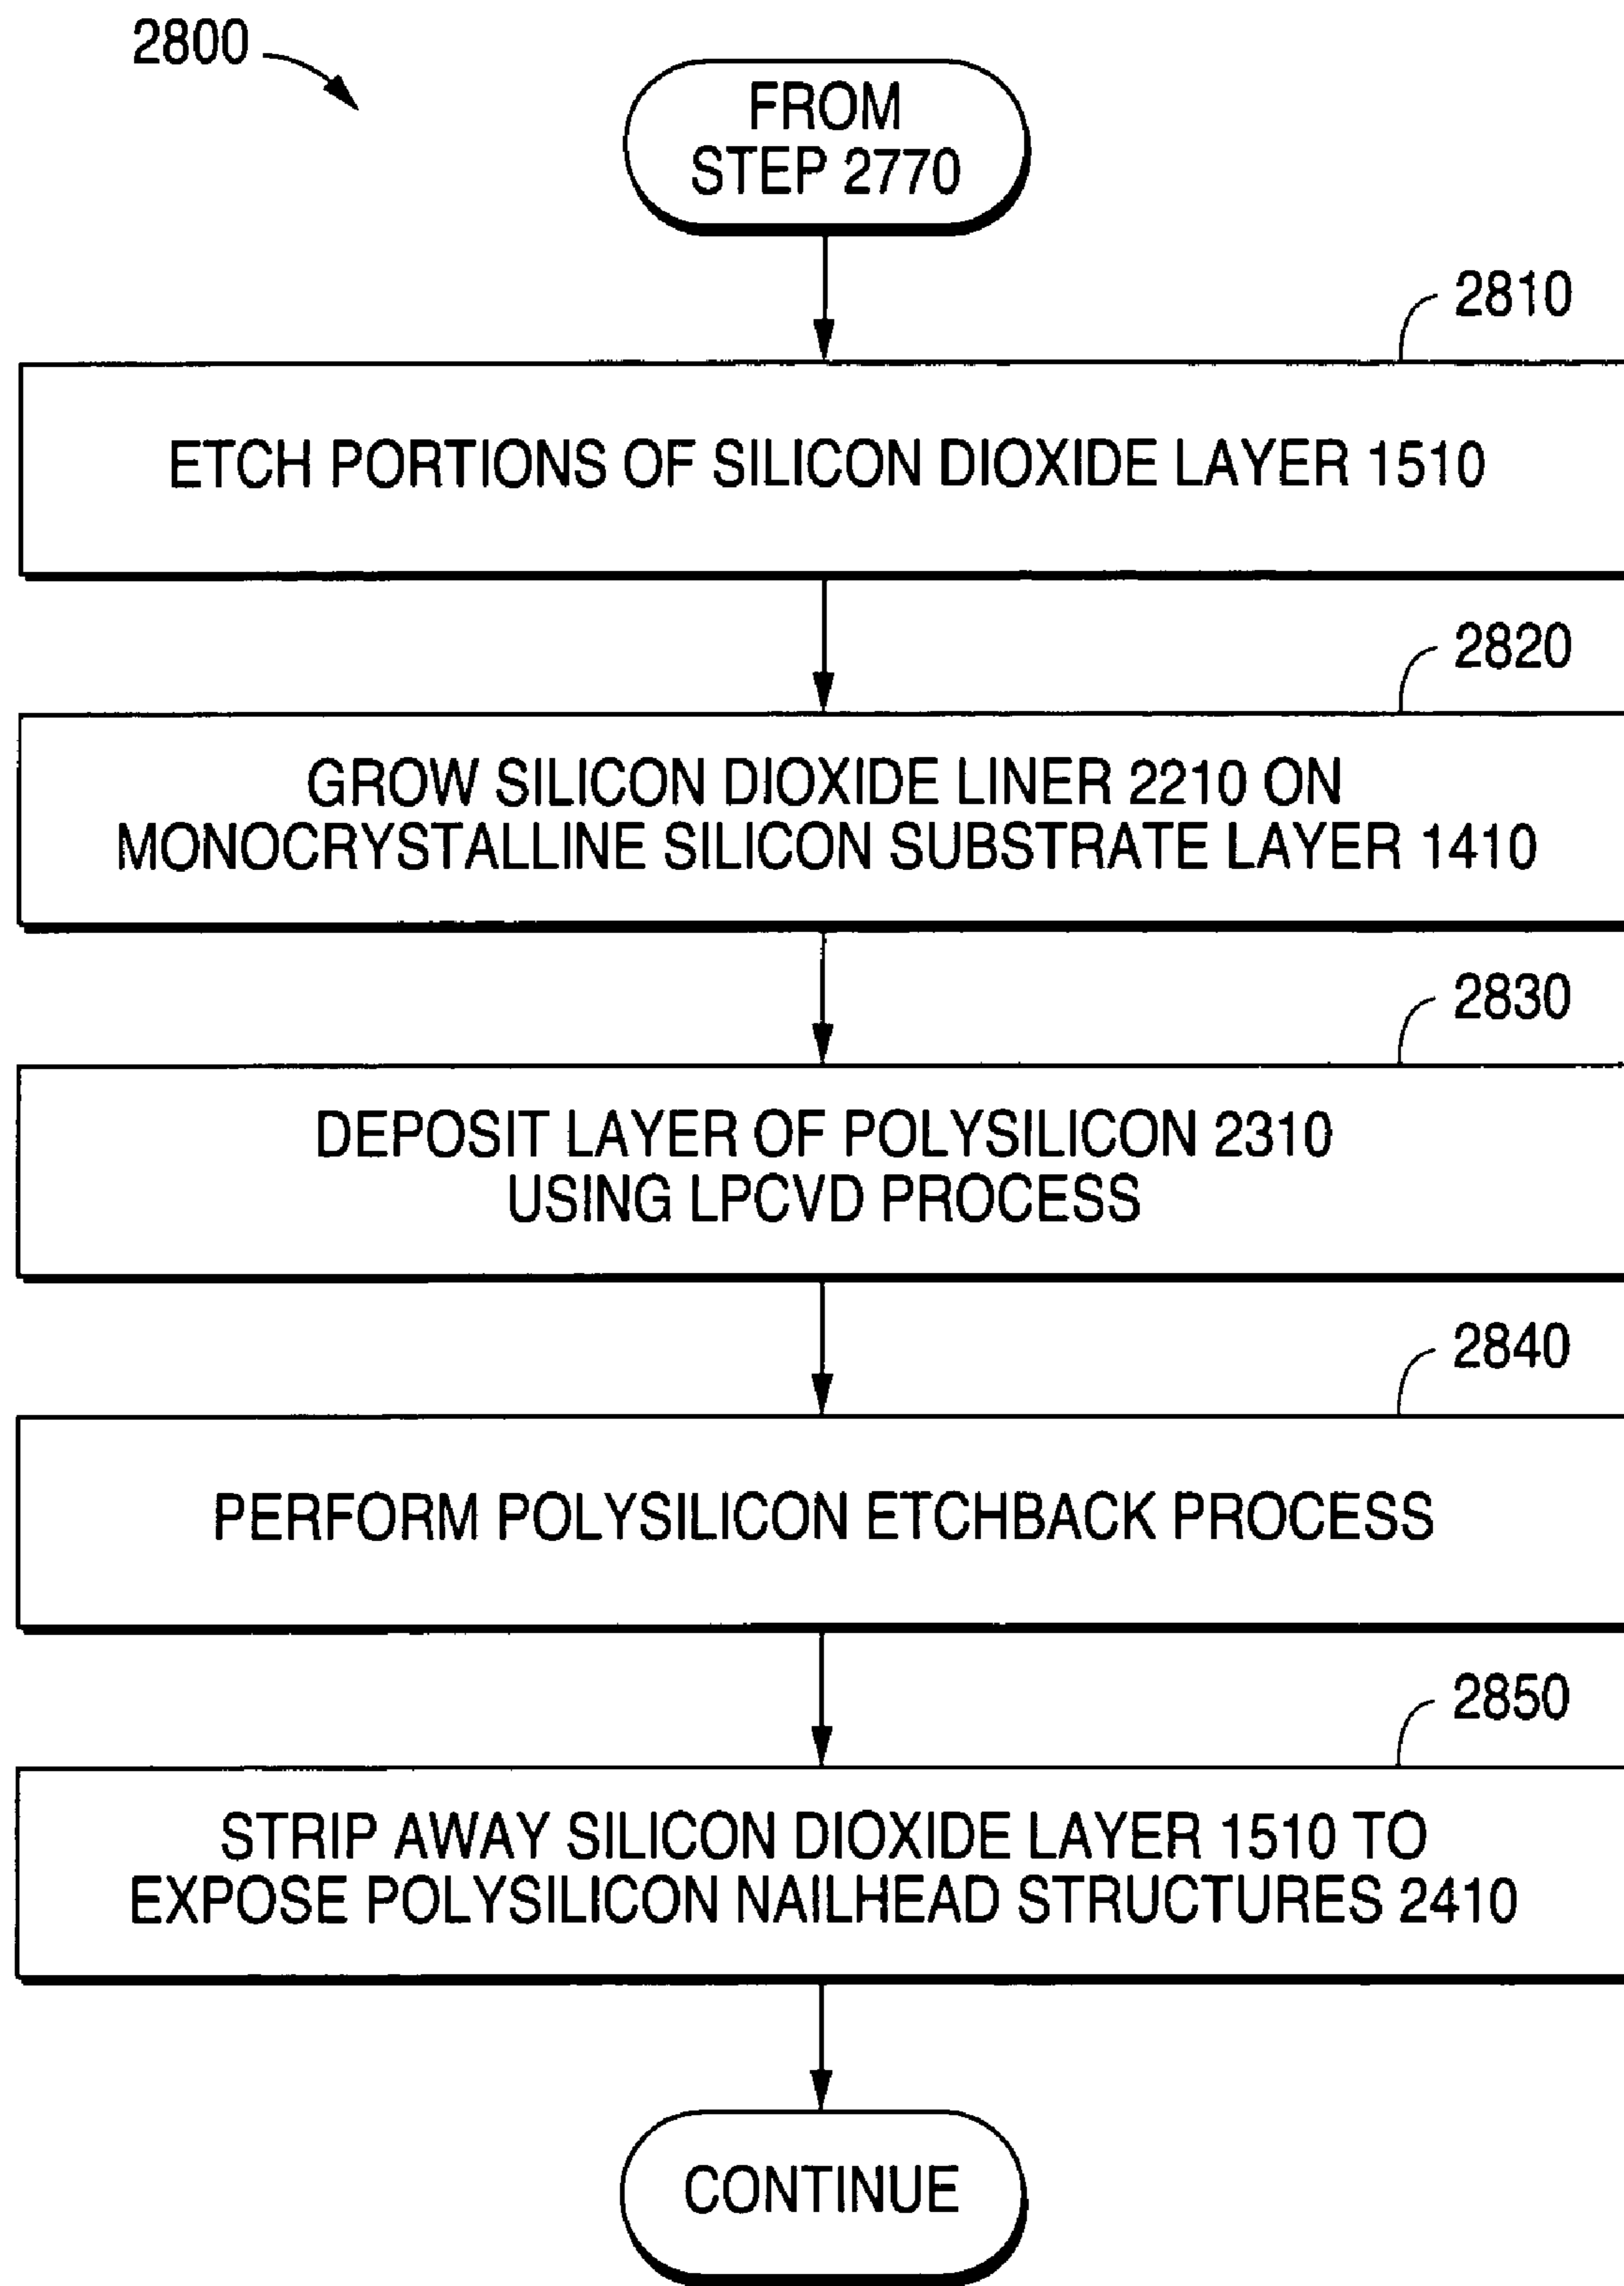 2800
FROM
STEP 2770
2810
ETCH PORTIONS OF SILICON DIOXIDE LAYER 1510
2820
GROW SILICON DIOXIDE LINER 2210 ON
MONOCRYSTALLINE SILICON SUBSTRATE LAYER 1410
2830
DEPOSIT LAYER OF POLYSILICON 2310
USING LPCVD PROCESS
2840
PERFORM POLYSILICON ETCHBACK PROCESS
2850
STRIP AWAY SILICON DIOXIDE LAYER 1510 TO
EXPOSE POLYSILICON NAILHEAD STRUCTURES 2410
CONTINUE